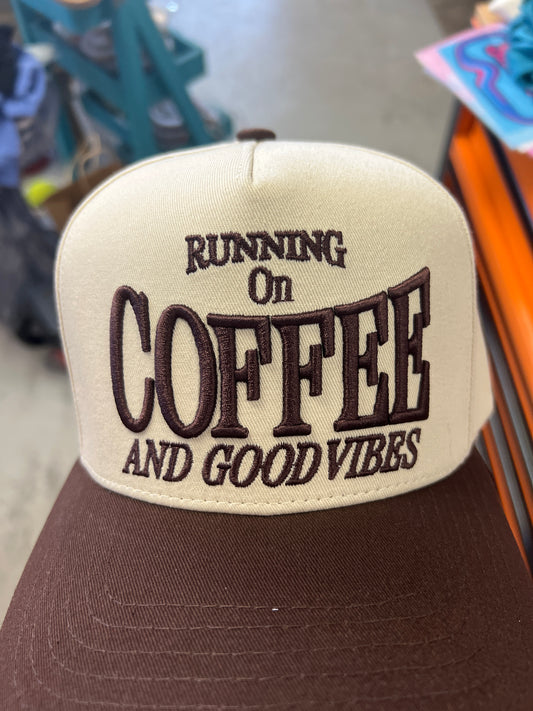 RUNNING
On
COFFEE
AND GOOD VIBES